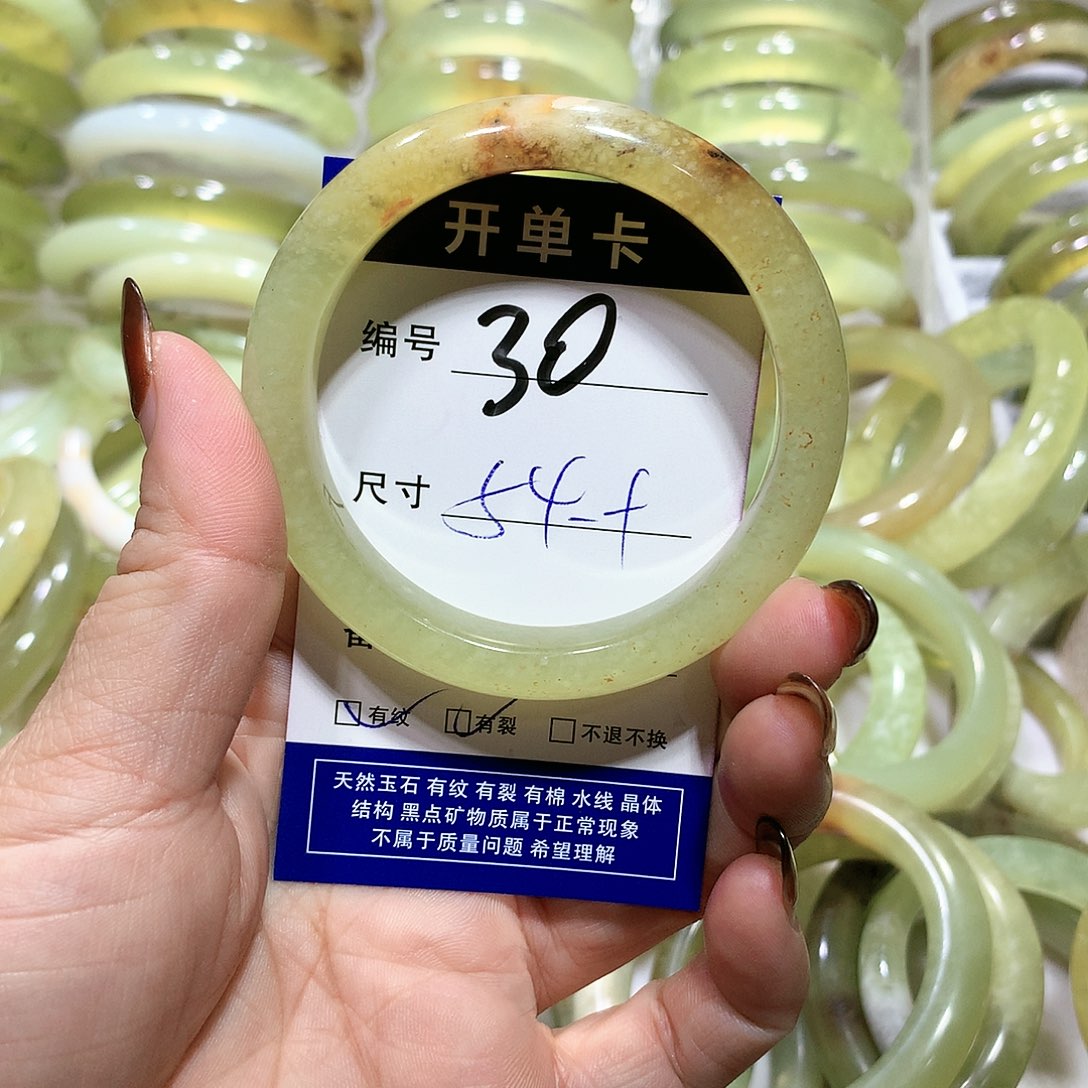 开单卡
编号 30
尺寸 54-f
有纹 有裂 不退不换
天然玉石 有纹 有裂 有棉 水线 晶体
结构 黑点矿物质属于正常现象
不属于质量问题 希望理解